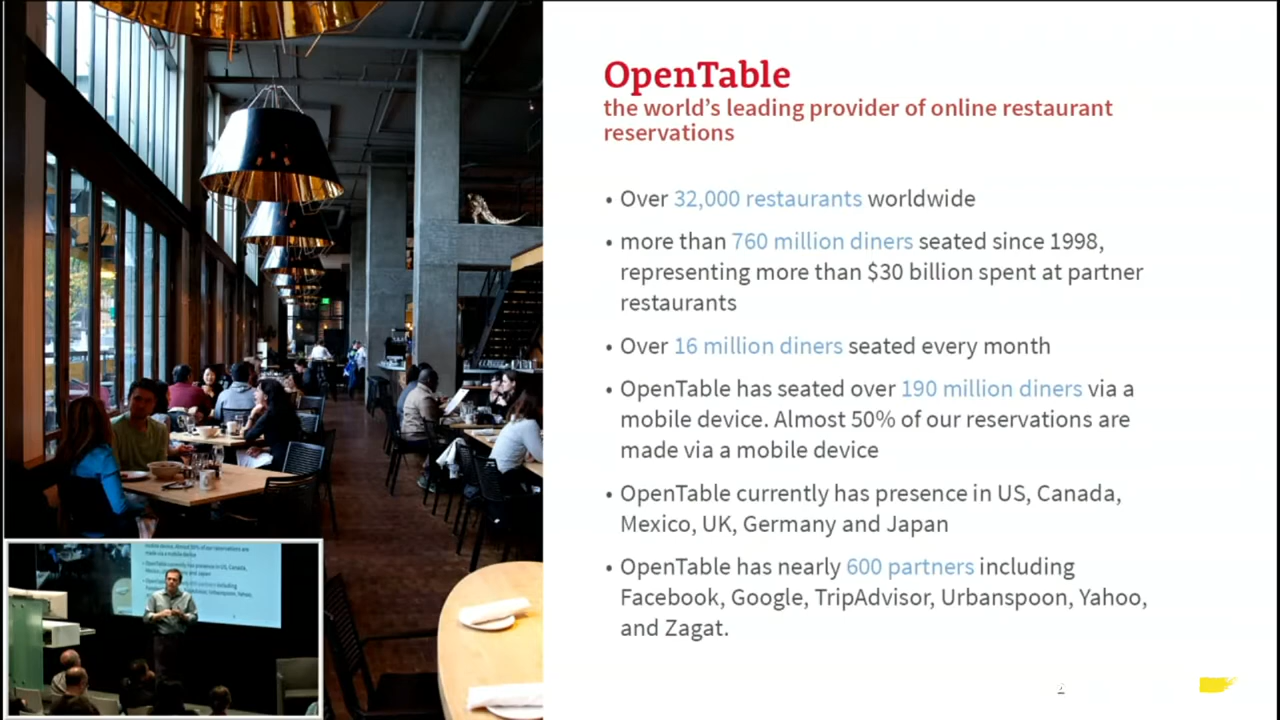 OpenTable
the world's leading provider of online restaurant
reservations
• Over 32,000 restaurants worldwide
• more than 760 million diners seated since 1998,
representing more than $30 billion spent at partner
restaurants
• Over 16 million diners seated every month
• OpenTable has seated over 190 million diners via a
mobile device. Almost 50% of our reservations are
made via a mobile device
• OpenTable currently has presence in US, Canada,
Mexico, UK, Germany and Japan
• OpenTable has nearly 600 partners including
Facebook, Google, TripAdvisor, Urbanspoon, Yahoo,
and Zagat.
2